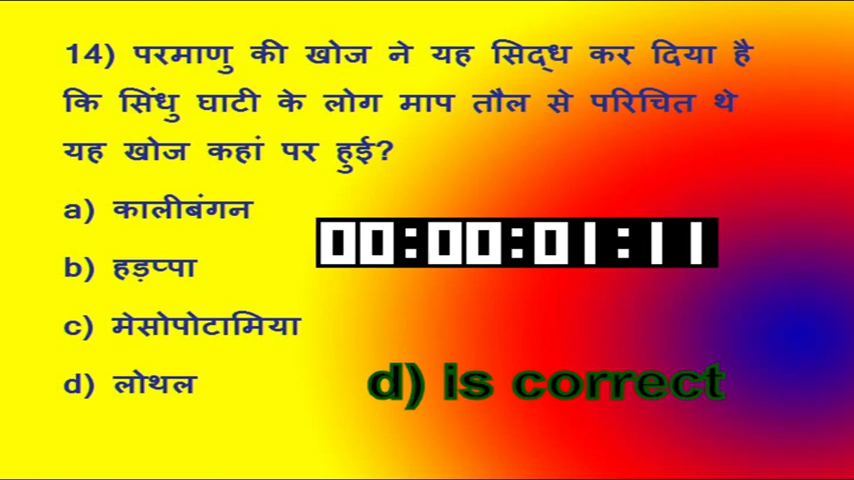 14) परमाणु की खोज ने यह सिद्ध कर दिया है
कि सिंधु घाटी के लोग माप तौल से परिचित थे
यह खोज कहां पर हुई?
a) कालीबंगन
00:00:01:11
b) हड़प्पा
c) मेसोपोटामिया
d) लोथल
d) is correct